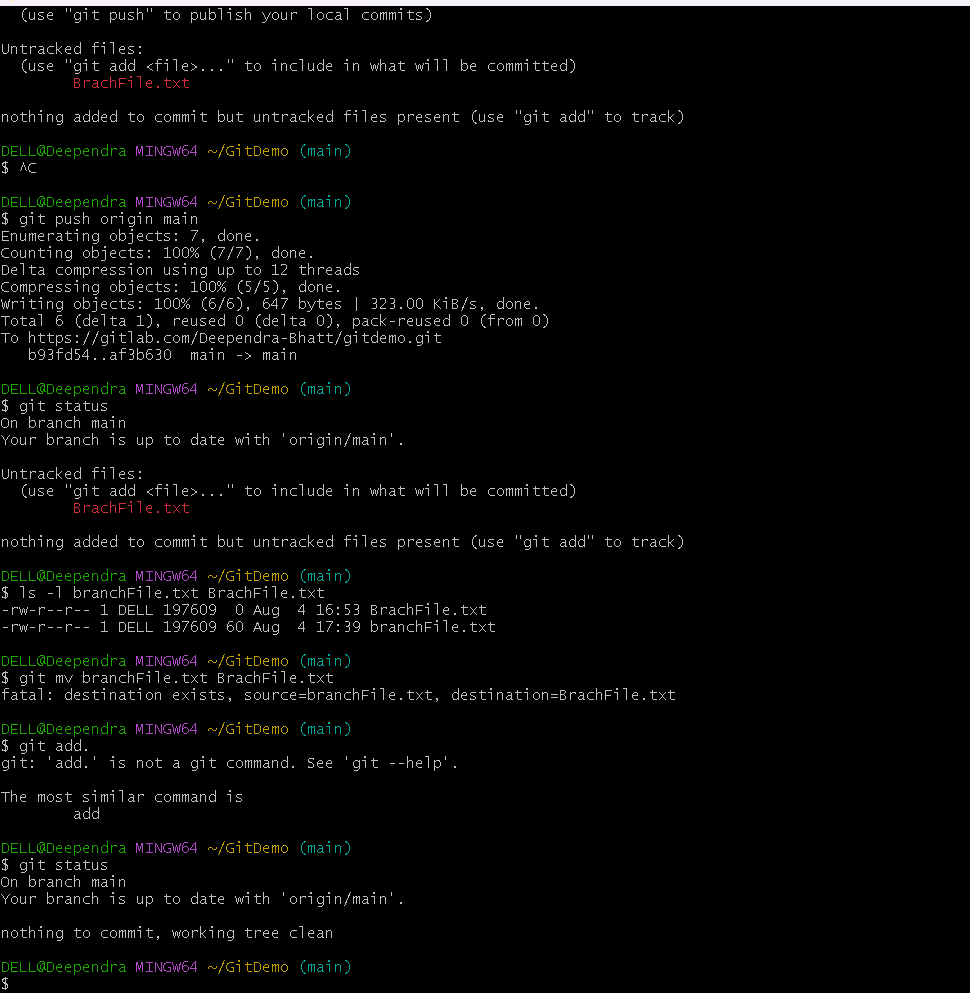 (use "git push" to publish your local commits)

Untracked files:
  (use "git add <file>..." to include in what will be committed)
        BrachFile.txt

nothing added to commit but untracked files present (use "git add" to track)

DELL@Deependra MINGW64 ~/GitDemo (main)
$ ^C

DELL@Deependra MINGW64 ~/GitDemo (main)
$ git push origin main
Enumerating objects: 7, done.
Counting objects: 100% (7/7), done.
Delta compression using up to 12 threads
Compressing objects: 100% (5/5), done.
Writing objects: 100% (6/6), 647 bytes | 323.00 KiB/s, done.
Total 6 (delta 1), reused 0 (delta 0), pack-reused 0 (from 0)
To https://gitlab.com/Deependra-Bhatt/gitdemo.git
   b93fd54..af3b630  main -> main

DELL@Deependra MINGW64 ~/GitDemo (main)
$ git status
On branch main
Your branch is up to date with 'origin/main'.

Untracked files:
  (use "git add <file>..." to include in what will be committed)
        BrachFile.txt

nothing added to commit but untracked files present (use "git add" to track)

DELL@Deependra MINGW64 ~/GitDemo (main)
$ ls -l branchFile.txt BrachFile.txt
-rw-r--r-- 1 DELL 197609  0 Aug  4 16:53 BrachFile.txt
-rw-r--r-- 1 DELL 197609 60 Aug  4 17:39 branchFile.txt

DELL@Deependra MINGW64 ~/GitDemo (main)
$ git mv branchFile.txt BrachFile.txt
fatal: destination exists, source=branchFile.txt, destination=BrachFile.txt

DELL@Deependra MINGW64 ~/GitDemo (main)
$ git add.
git: 'add.' is not a git command. See 'git --help'.

The most similar command is
        add

DELL@Deependra MINGW64 ~/GitDemo (main)
$ git status
On branch main
Your branch is up to date with 'origin/main'.

nothing to commit, working tree clean

DELL@Deependra MINGW64 ~/GitDemo (main)
$